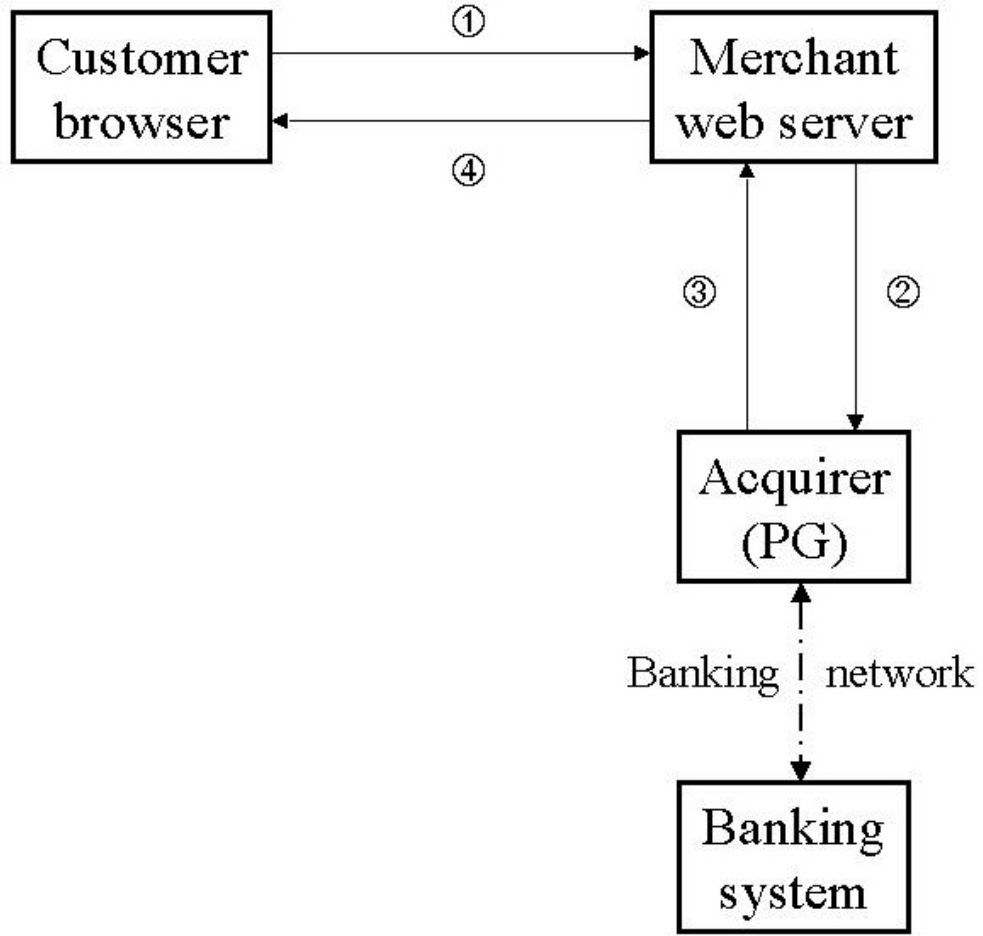 ①
Customer
browser
Merchant
web server
④
③
②
Acquirer
(PG)
Banking network
Banking
system